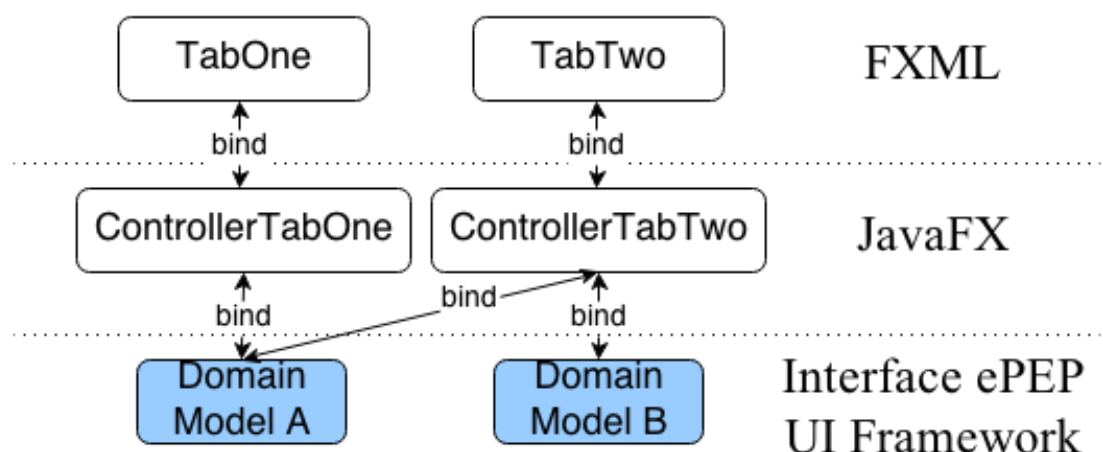 TabOne
TabTwo
FXML
bind
bind
ControllerTabOne
ControllerTabTwo
JavaFX
bind
bind
bind
Domain
Model A
Domain
Model B
Interface ePEP
UI Framework